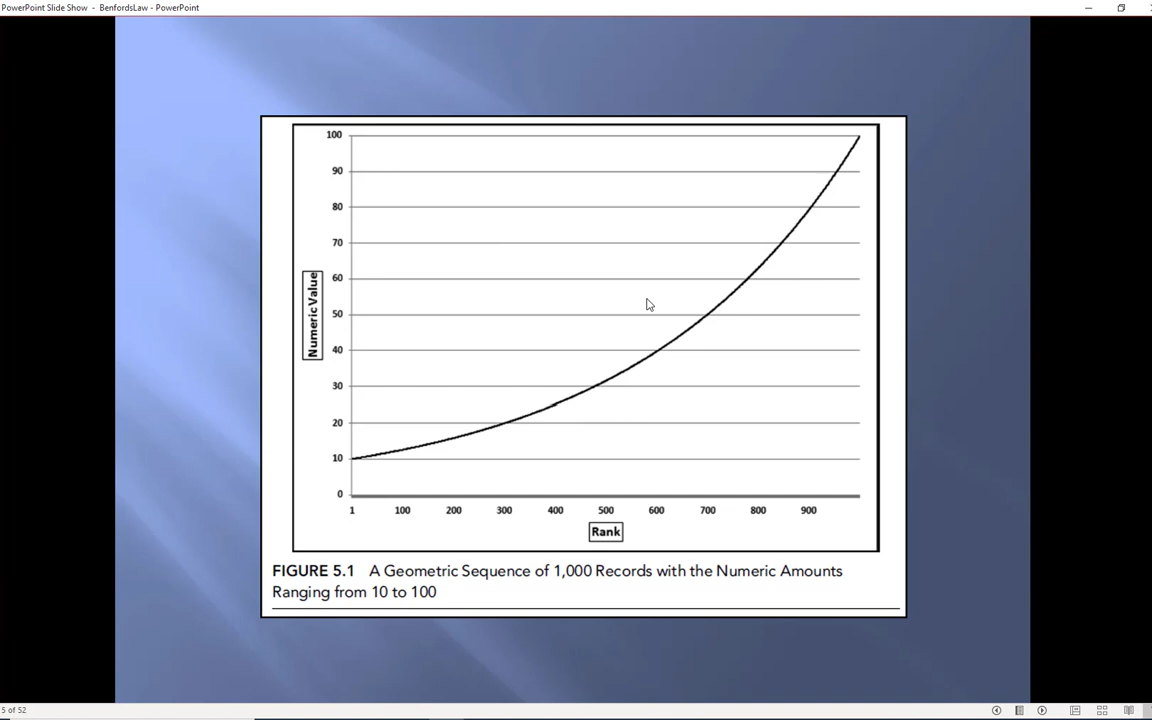 PowerPoint Slide Show - BenfordsLaw - PowerPoint
100
90
80
70
60
50
40
30
20
10
0
Numeric Value
1 100 200 300 400 500 600 700 800 900
Rank
FIGURE 5.1 A Geometric Sequence of 1,000 Records with the Numeric Amounts
Ranging from 10 to 100
5 of 52